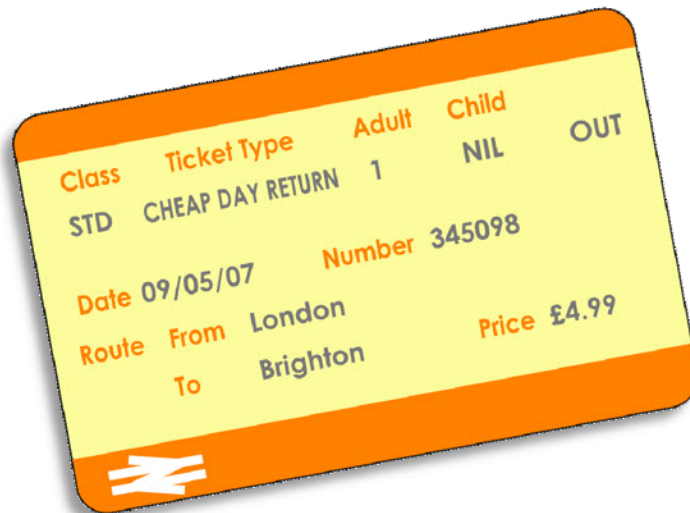 Class Ticket Type Adult Child
STD CHEAP DAY RETURN 1 NIL OUT
Date 09/05/07 Number 345098
Route From London
To Brighton Price £4.99